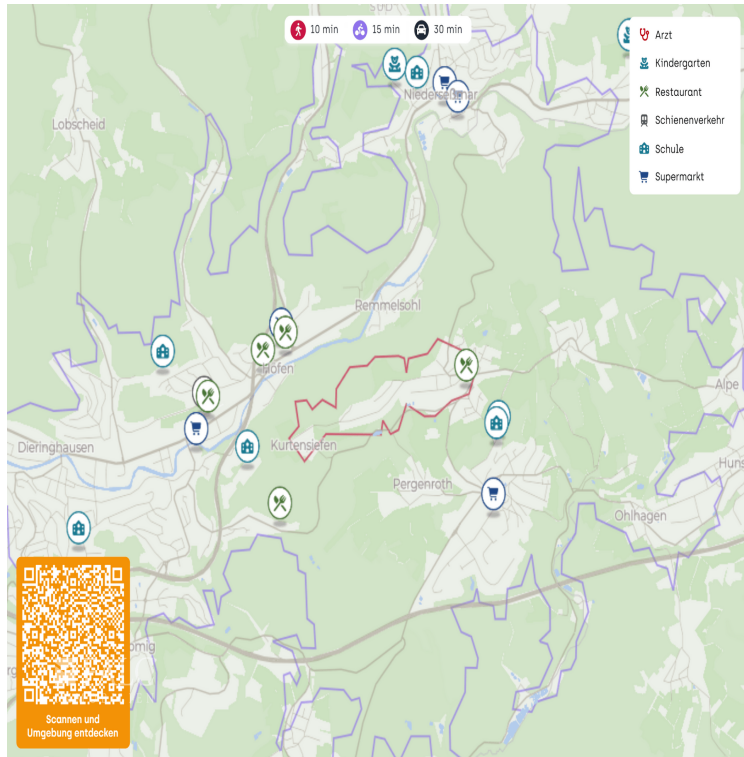 10 min
15 min
30 min
Arzt
Kindergarten
Restaurant
Schienenverkehr
Schule
Supermarkt
Lobscheid
Remmelsohl
Alpe
Dieringhausen
Kurtensiefen
Pergenroth
Ohlhagen
Scannen und
Umgebung entdecken